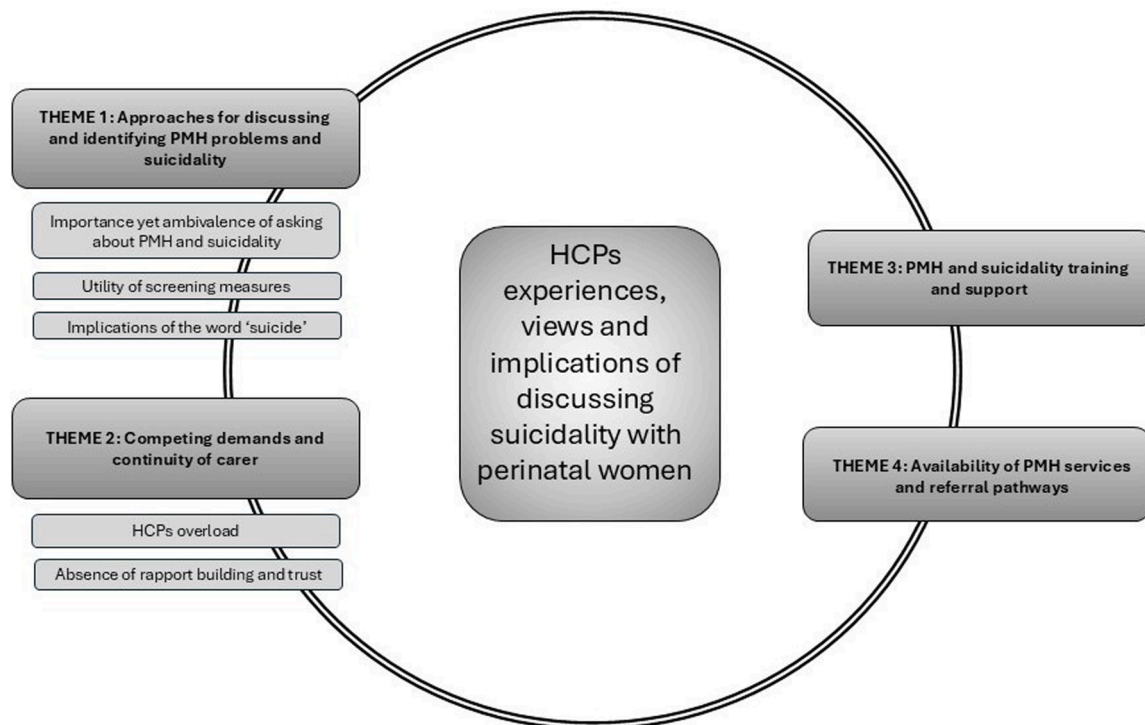 THEME 1: Approaches for discussing
and identifying PMH problems and
suicidality
Importance yet ambivalence of asking
about PMH and suicidality
Utility of screening measures
Implications of the word ‘suicide’
THEME 2: Competing demands and
continuity of carer
HCPs overload
Absence of rapport building and trust
HCPs
experiences,
views and
implications of
discussing
suicidality with
perinatal women
THEME 3: PMH and suicidality training
and support
THEME 4: Availability of PMH services
and referral pathways